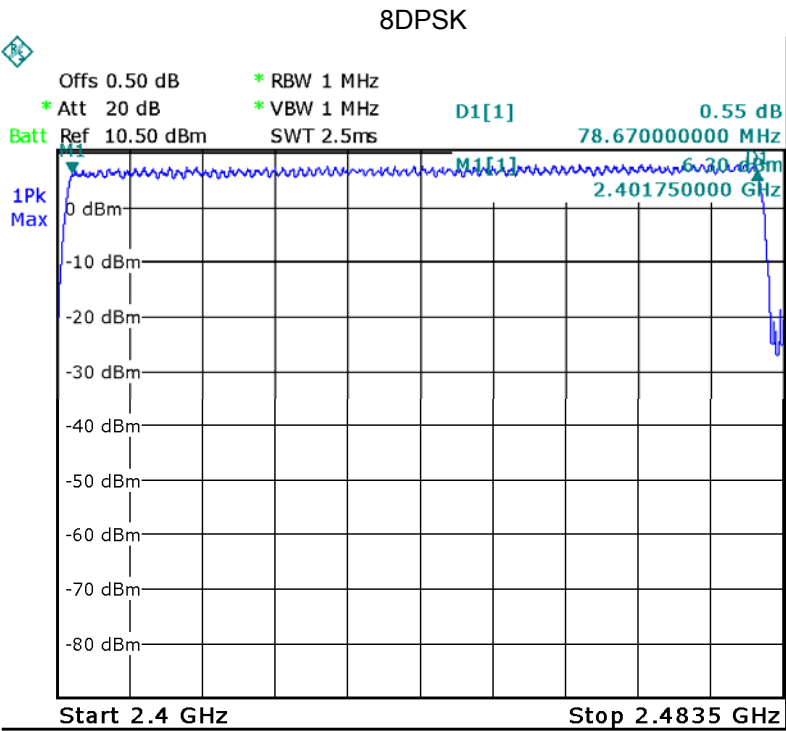 8DPSK
Offs 0.50 dB * RBW 1 MHz
* Att 20 dB * VBW 1 MHz D1[1] 0.55 dB
Batt Ref 10.50 dBm SWT 2.5ms 78.670000000 MHz
M1 M1[1] 6.30 dBm D1
1Pk Max 2.401750000 GHz
0 dBm
-10 dBm
-20 dBm
-30 dBm
-40 dBm
-50 dBm
-60 dBm
-70 dBm
-80 dBm
Start 2.4 GHz Stop 2.4835 GHz